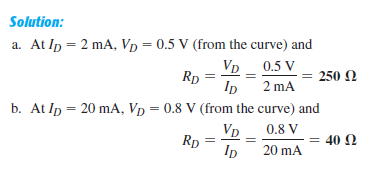 Solution:
a. At I_D = 2 mA, V_D = 0.5 V (from the curve) and
R_D = V_D / I_D = 0.5 V / 2 mA = 250 Ω
b. At I_D = 20 mA, V_D = 0.8 V (from the curve) and
R_D = V_D / I_D = 0.8 V / 20 mA = 40 Ω